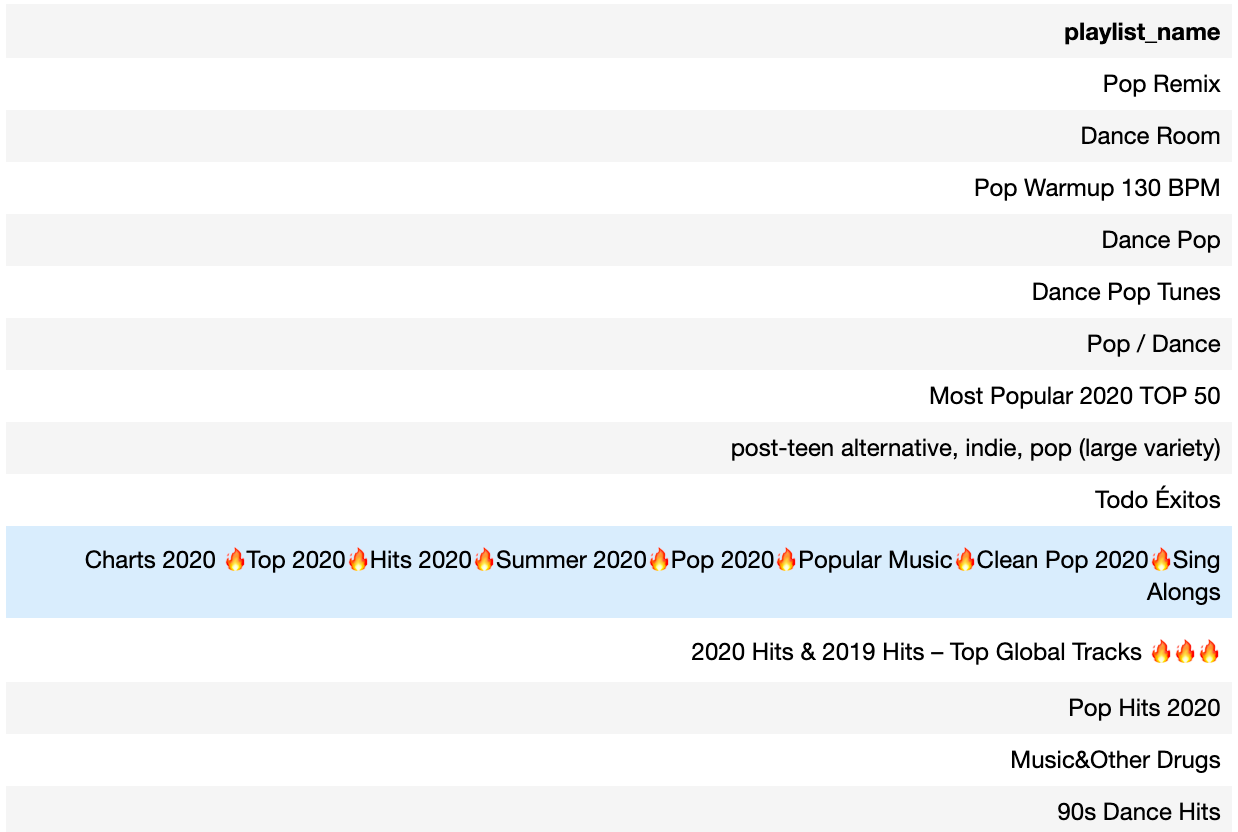 playlist_name
Pop Remix
Dance Room
Pop Warmup 130 BPM
Dance Pop
Dance Pop Tunes
Pop / Dance
Most Popular 2020 TOP 50
post-teen alternative, indie, pop (large variety)
Todo Éxitos
Charts 2020 🔥Top 2020🔥Hits 2020🔥Summer 2020🔥Pop 2020🔥Popular Music🔥Clean Pop 2020🔥Sing
Alongs
2020 Hits & 2019 Hits – Top Global Tracks 🔥🔥🔥
Pop Hits 2020
Music&Other Drugs
90s Dance Hits